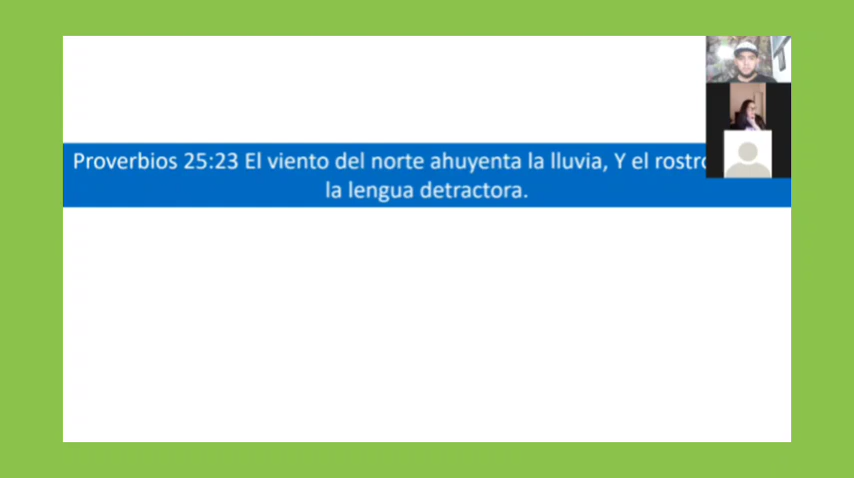 Proverbios 25:23 El viento del norte ahuyenta la lluvia, Y el rostro
la lengua detractora.